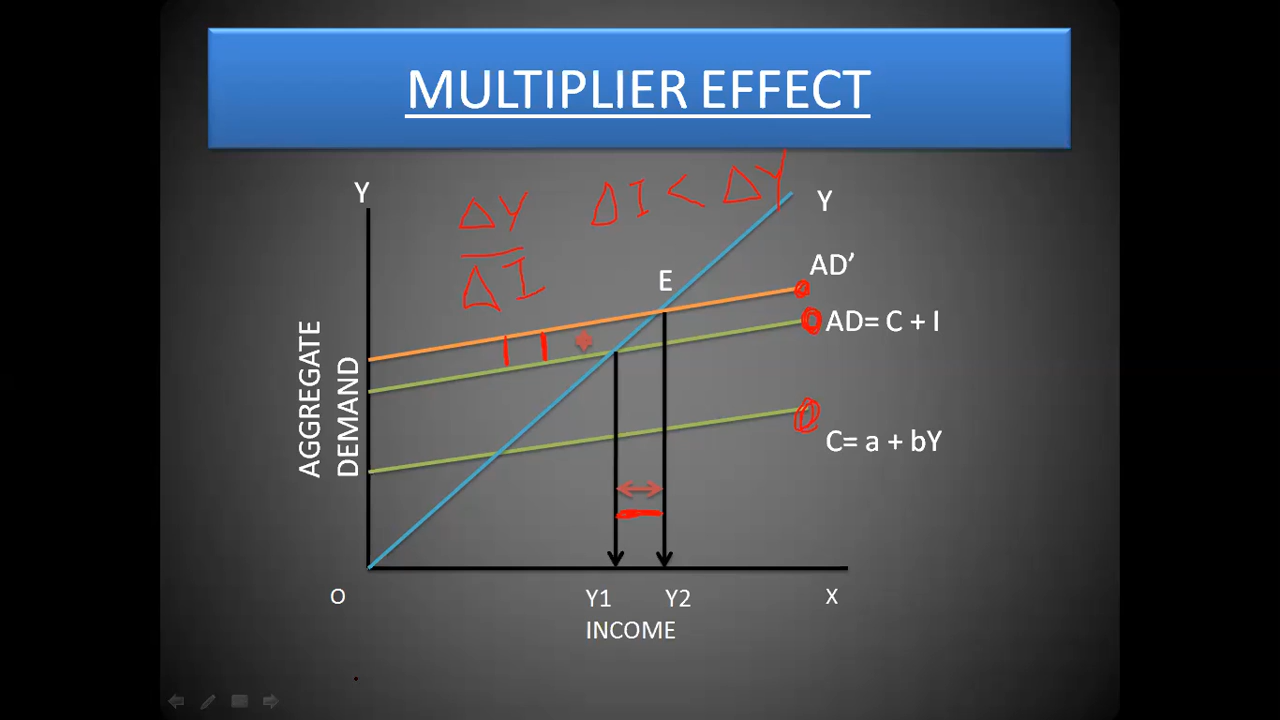 MULTIPLIER EFFECT
Y
ΔY
ΔI
ΔI < ΔY
Y
AD'
E
AD= C + I
AGGREGATE
DEMAND
C= a + bY
O
Y1
Y2
X
INCOME